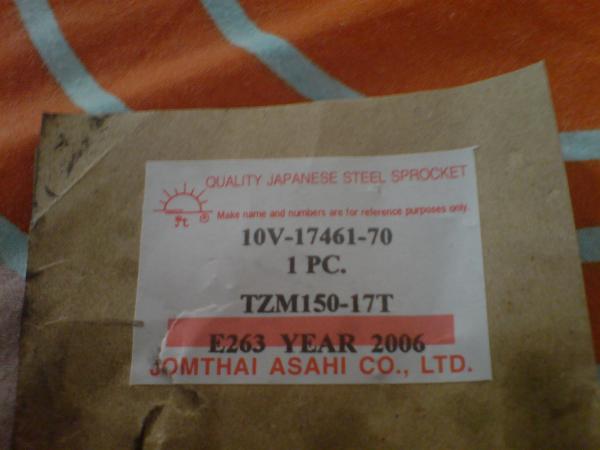 QUALITY JAPANESE STEEL SPROCKET
Make name and numbers are for reference purposes only.
10V-17461-70
1 PC.
TZM150-17T
E263 YEAR 2006
JOMTHAI ASAHI CO., LTD.